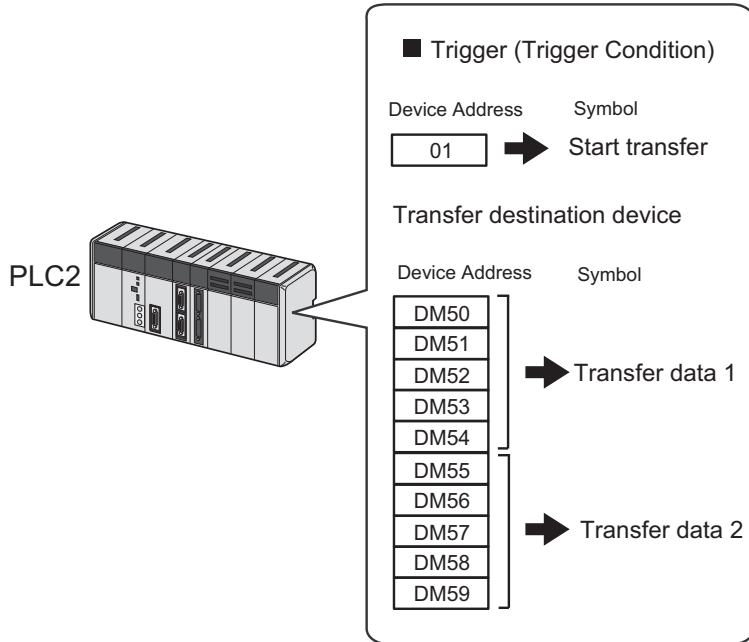 ■ Trigger (Trigger Condition)
Device Address Symbol
01 Start transfer
Transfer destination device
Device Address Symbol
PLC2
DM50
DM51
DM52
Transfer data 1
DM53
DM54
DM55
DM56
DM57
Transfer data 2
DM58
DM59